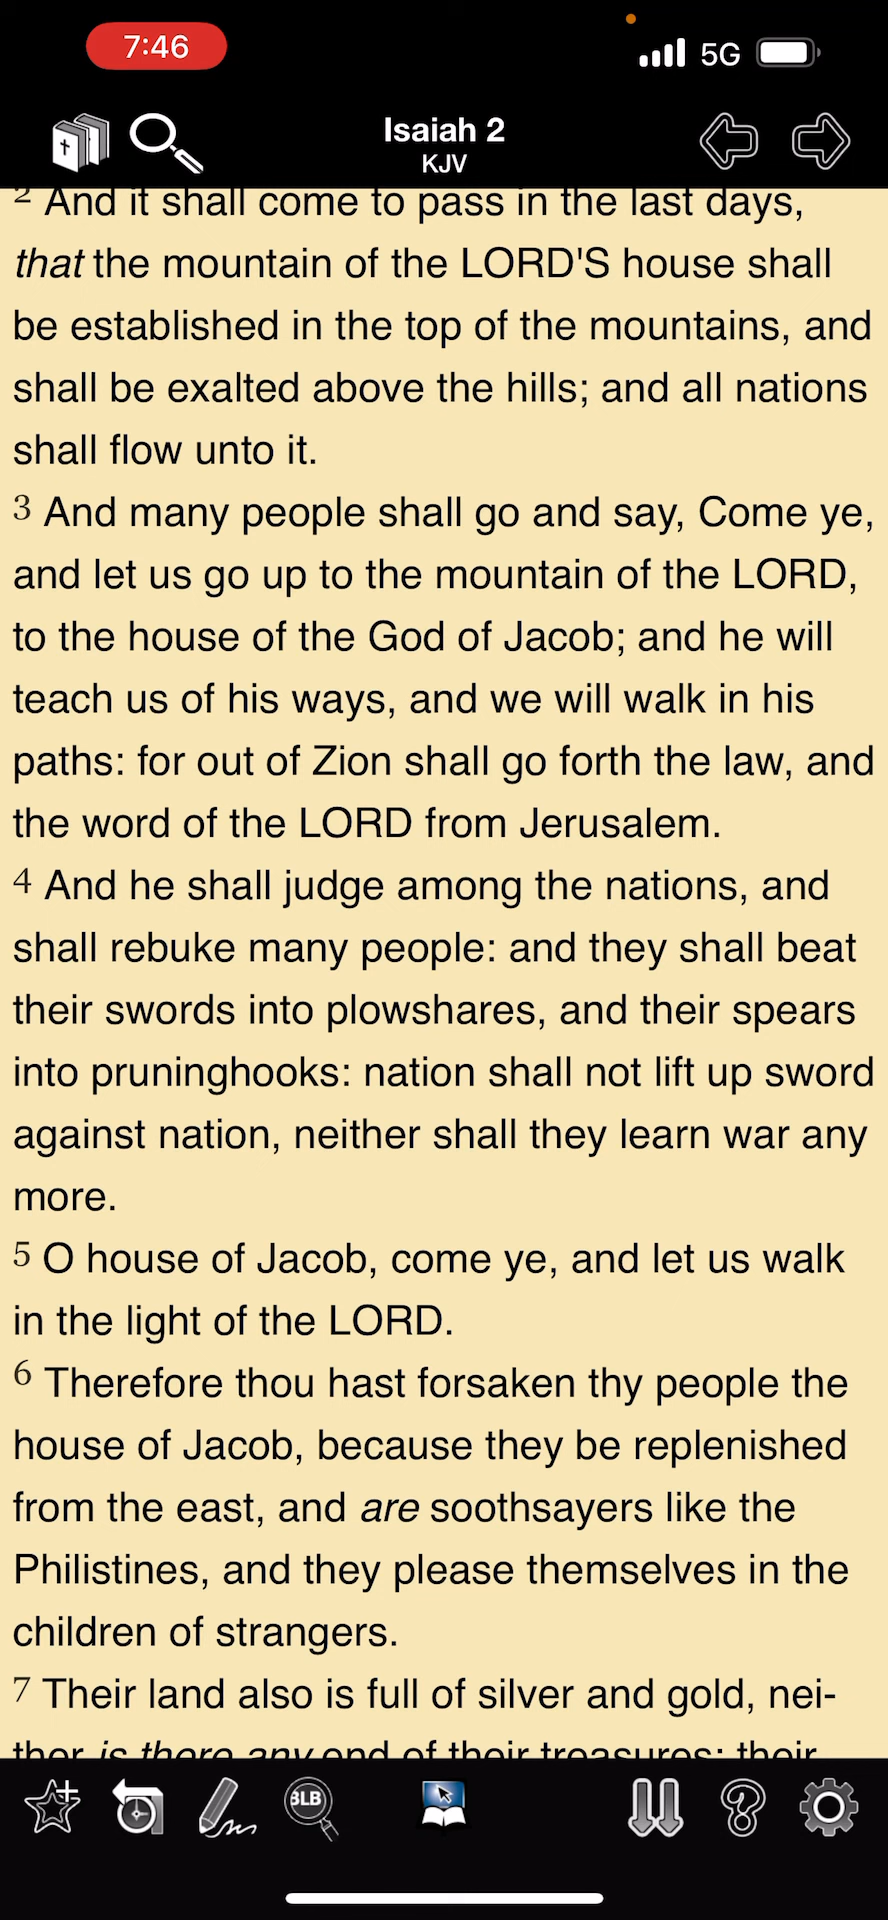 7:46
5G
Isaiah 2
KJV
2 And it shall come to pass in the last days,
that the mountain of the LORD'S house shall
be established in the top of the mountains, and
shall be exalted above the hills; and all nations
shall flow unto it.
3 And many people shall go and say, Come ye,
and let us go up to the mountain of the LORD,
to the house of the God of Jacob; and he will
teach us of his ways, and we will walk in his
paths: for out of Zion shall go forth the law, and
the word of the LORD from Jerusalem.
4 And he shall judge among the nations, and
shall rebuke many people: and they shall beat
their swords into plowshares, and their spears
into pruninghooks: nation shall not lift up sword
against nation, neither shall they learn war any
more.
5 O house of Jacob, come ye, and let us walk
in the light of the LORD.
6 Therefore thou hast forsaken thy people the
house of Jacob, because they be replenished
from the east, and are soothsayers like the
Philistines, and they please themselves in the
children of strangers.
7 Their land also is full of silver and gold, nei-
ther is there any end of their treasures; their
BLB